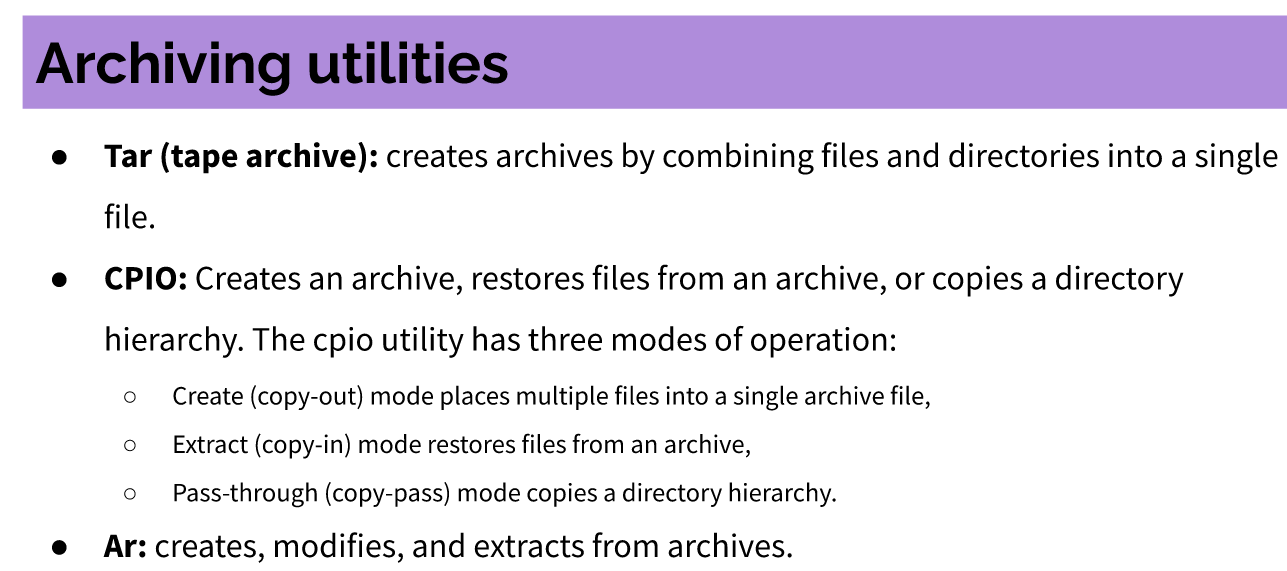 Archiving utilities
● Tar (tape archive): creates archives by combining files and directories into a single
file.
● CPIO: Creates an archive, restores files from an archive, or copies a directory
hierarchy. The cpio utility has three modes of operation:
○ Create (copy-out) mode places multiple files into a single archive file,
○ Extract (copy-in) mode restores files from an archive,
○ Pass-through (copy-pass) mode copies a directory hierarchy.
● Ar: creates, modifies, and extracts from archives.